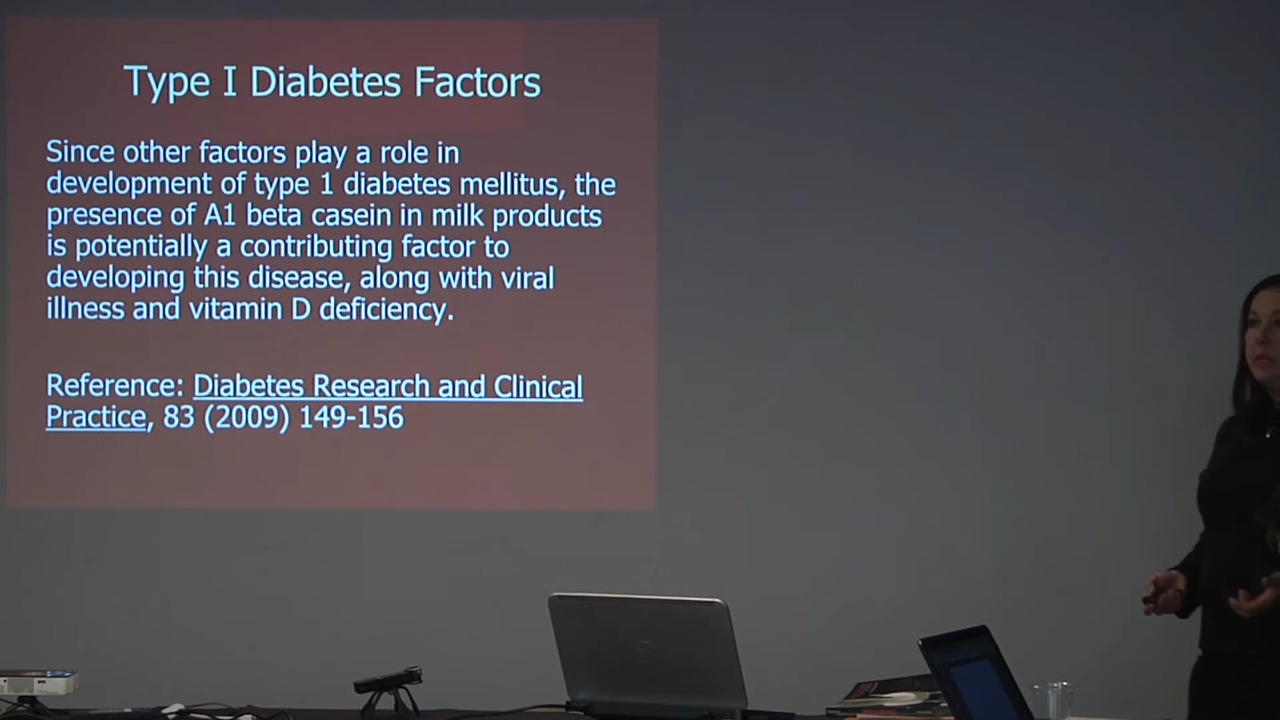 Type I Diabetes Factors
Since other factors play a role in
development of type 1 diabetes mellitus, the
presence of A1 beta casein in milk products
is potentially a contributing factor to
developing this disease, along with viral
illness and vitamin D deficiency.
Reference: Diabetes Research and Clinical
Practice, 83 (2009) 149-156